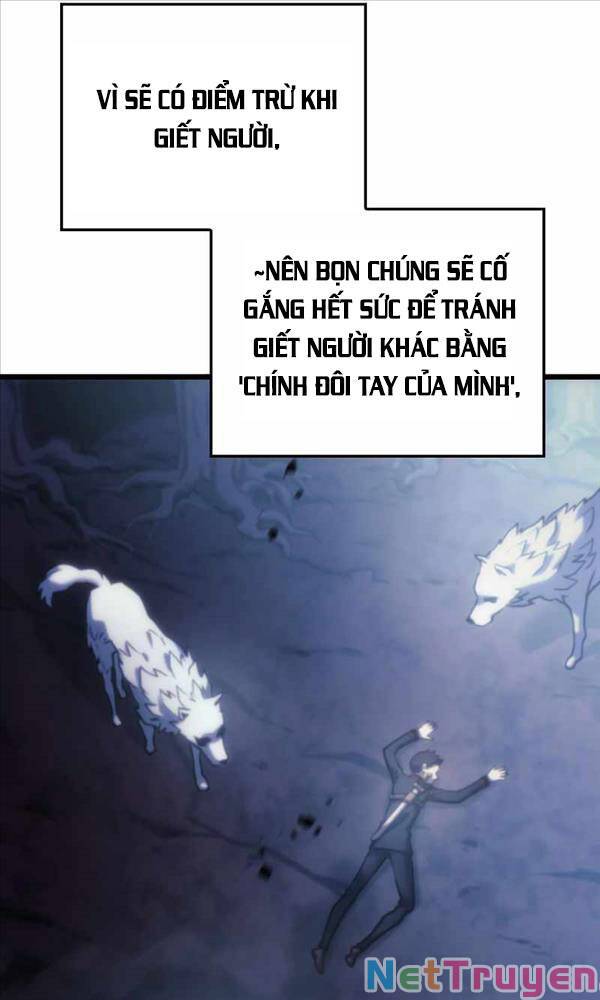 VÌ SẼ CÓ ĐIỂM TRỪ KHI
GIẾT NGƯỜI,
~NÊN BỌN CHÚNG SẼ CỐ
GẮNG HẾT SỨC ĐỂ TRÁNH
GIẾT NGƯỜI KHÁC BẰNG
'CHÍNH ĐÔI TAY CỦA MÌNH',
NetTruyen